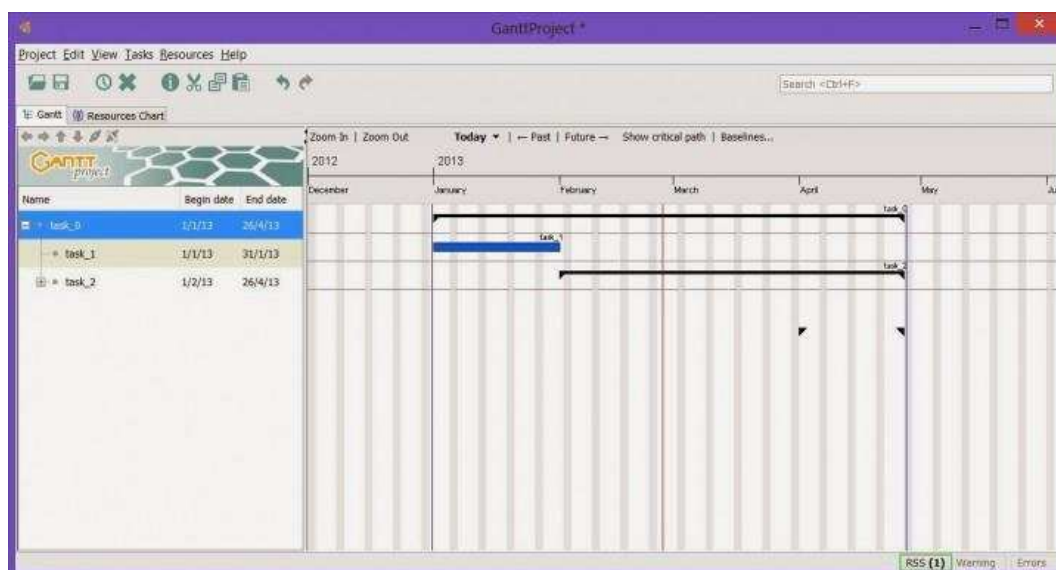 GanttProject *
Project Edit View Tasks Resources Help
Search <Ctrl+F>
Gantt Resources Chart
Zoom In | Zoom Out Today | ← Past | Future → Show critical path | Baselines...
GANTT project
2012 2013
December January February March April May
Name Begin date End date
task_0 1/1/13 26/4/13
task_0
task_1 1/1/13 31/1/13
task_1
task_2 1/2/13 26/4/13
task_2
RSS (1) Warning Errors